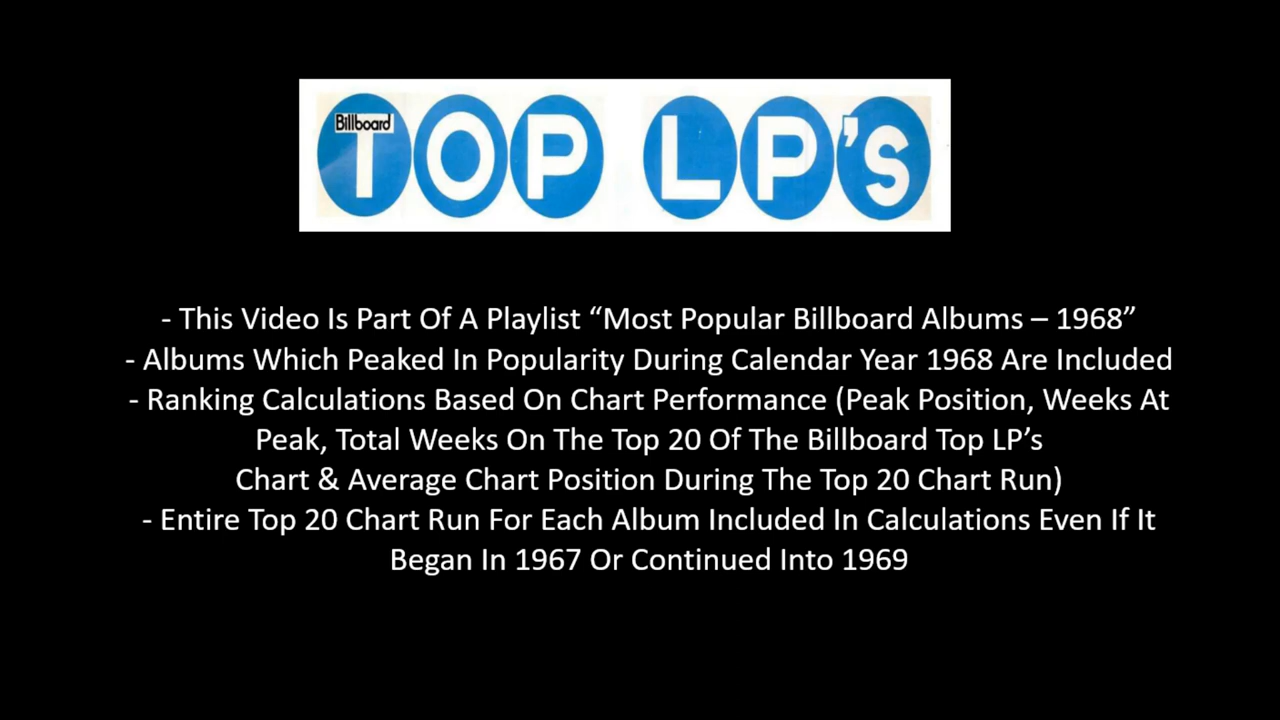 Billboard
TOP LP's
- This Video Is Part Of A Playlist “Most Popular Billboard Albums – 1968”
- Albums Which Peaked In Popularity During Calendar Year 1968 Are Included
- Ranking Calculations Based On Chart Performance (Peak Position, Weeks At
Peak, Total Weeks On The Top 20 Of The Billboard Top LP’s
Chart & Average Chart Position During The Top 20 Chart Run)
- Entire Top 20 Chart Run For Each Album Included In Calculations Even If It
Began In 1967 Or Continued Into 1969